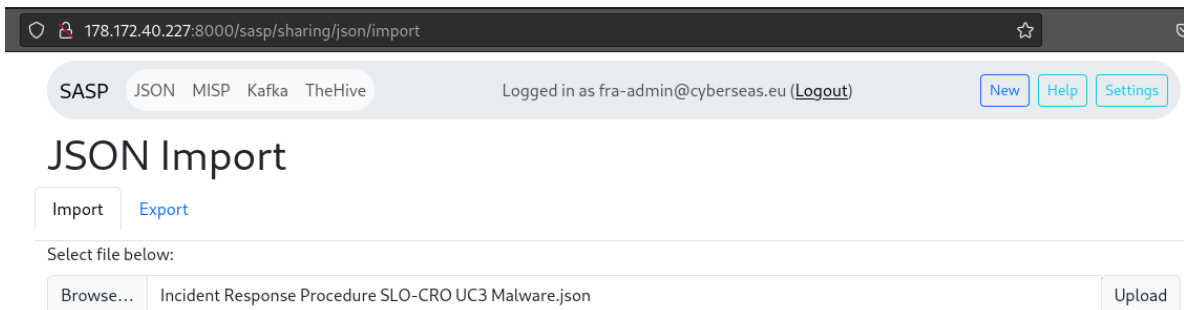 178.172.40.227:8000/sasp/sharing/json/import
SASP JSON MISP Kafka TheHive Logged in as fra-admin@cyberseas.eu (Logout) New Help Settings
JSON Import
Import Export
Select file below:
Browse... Incident Response Procedure SLO-CRO UC3 Malware.json Upload